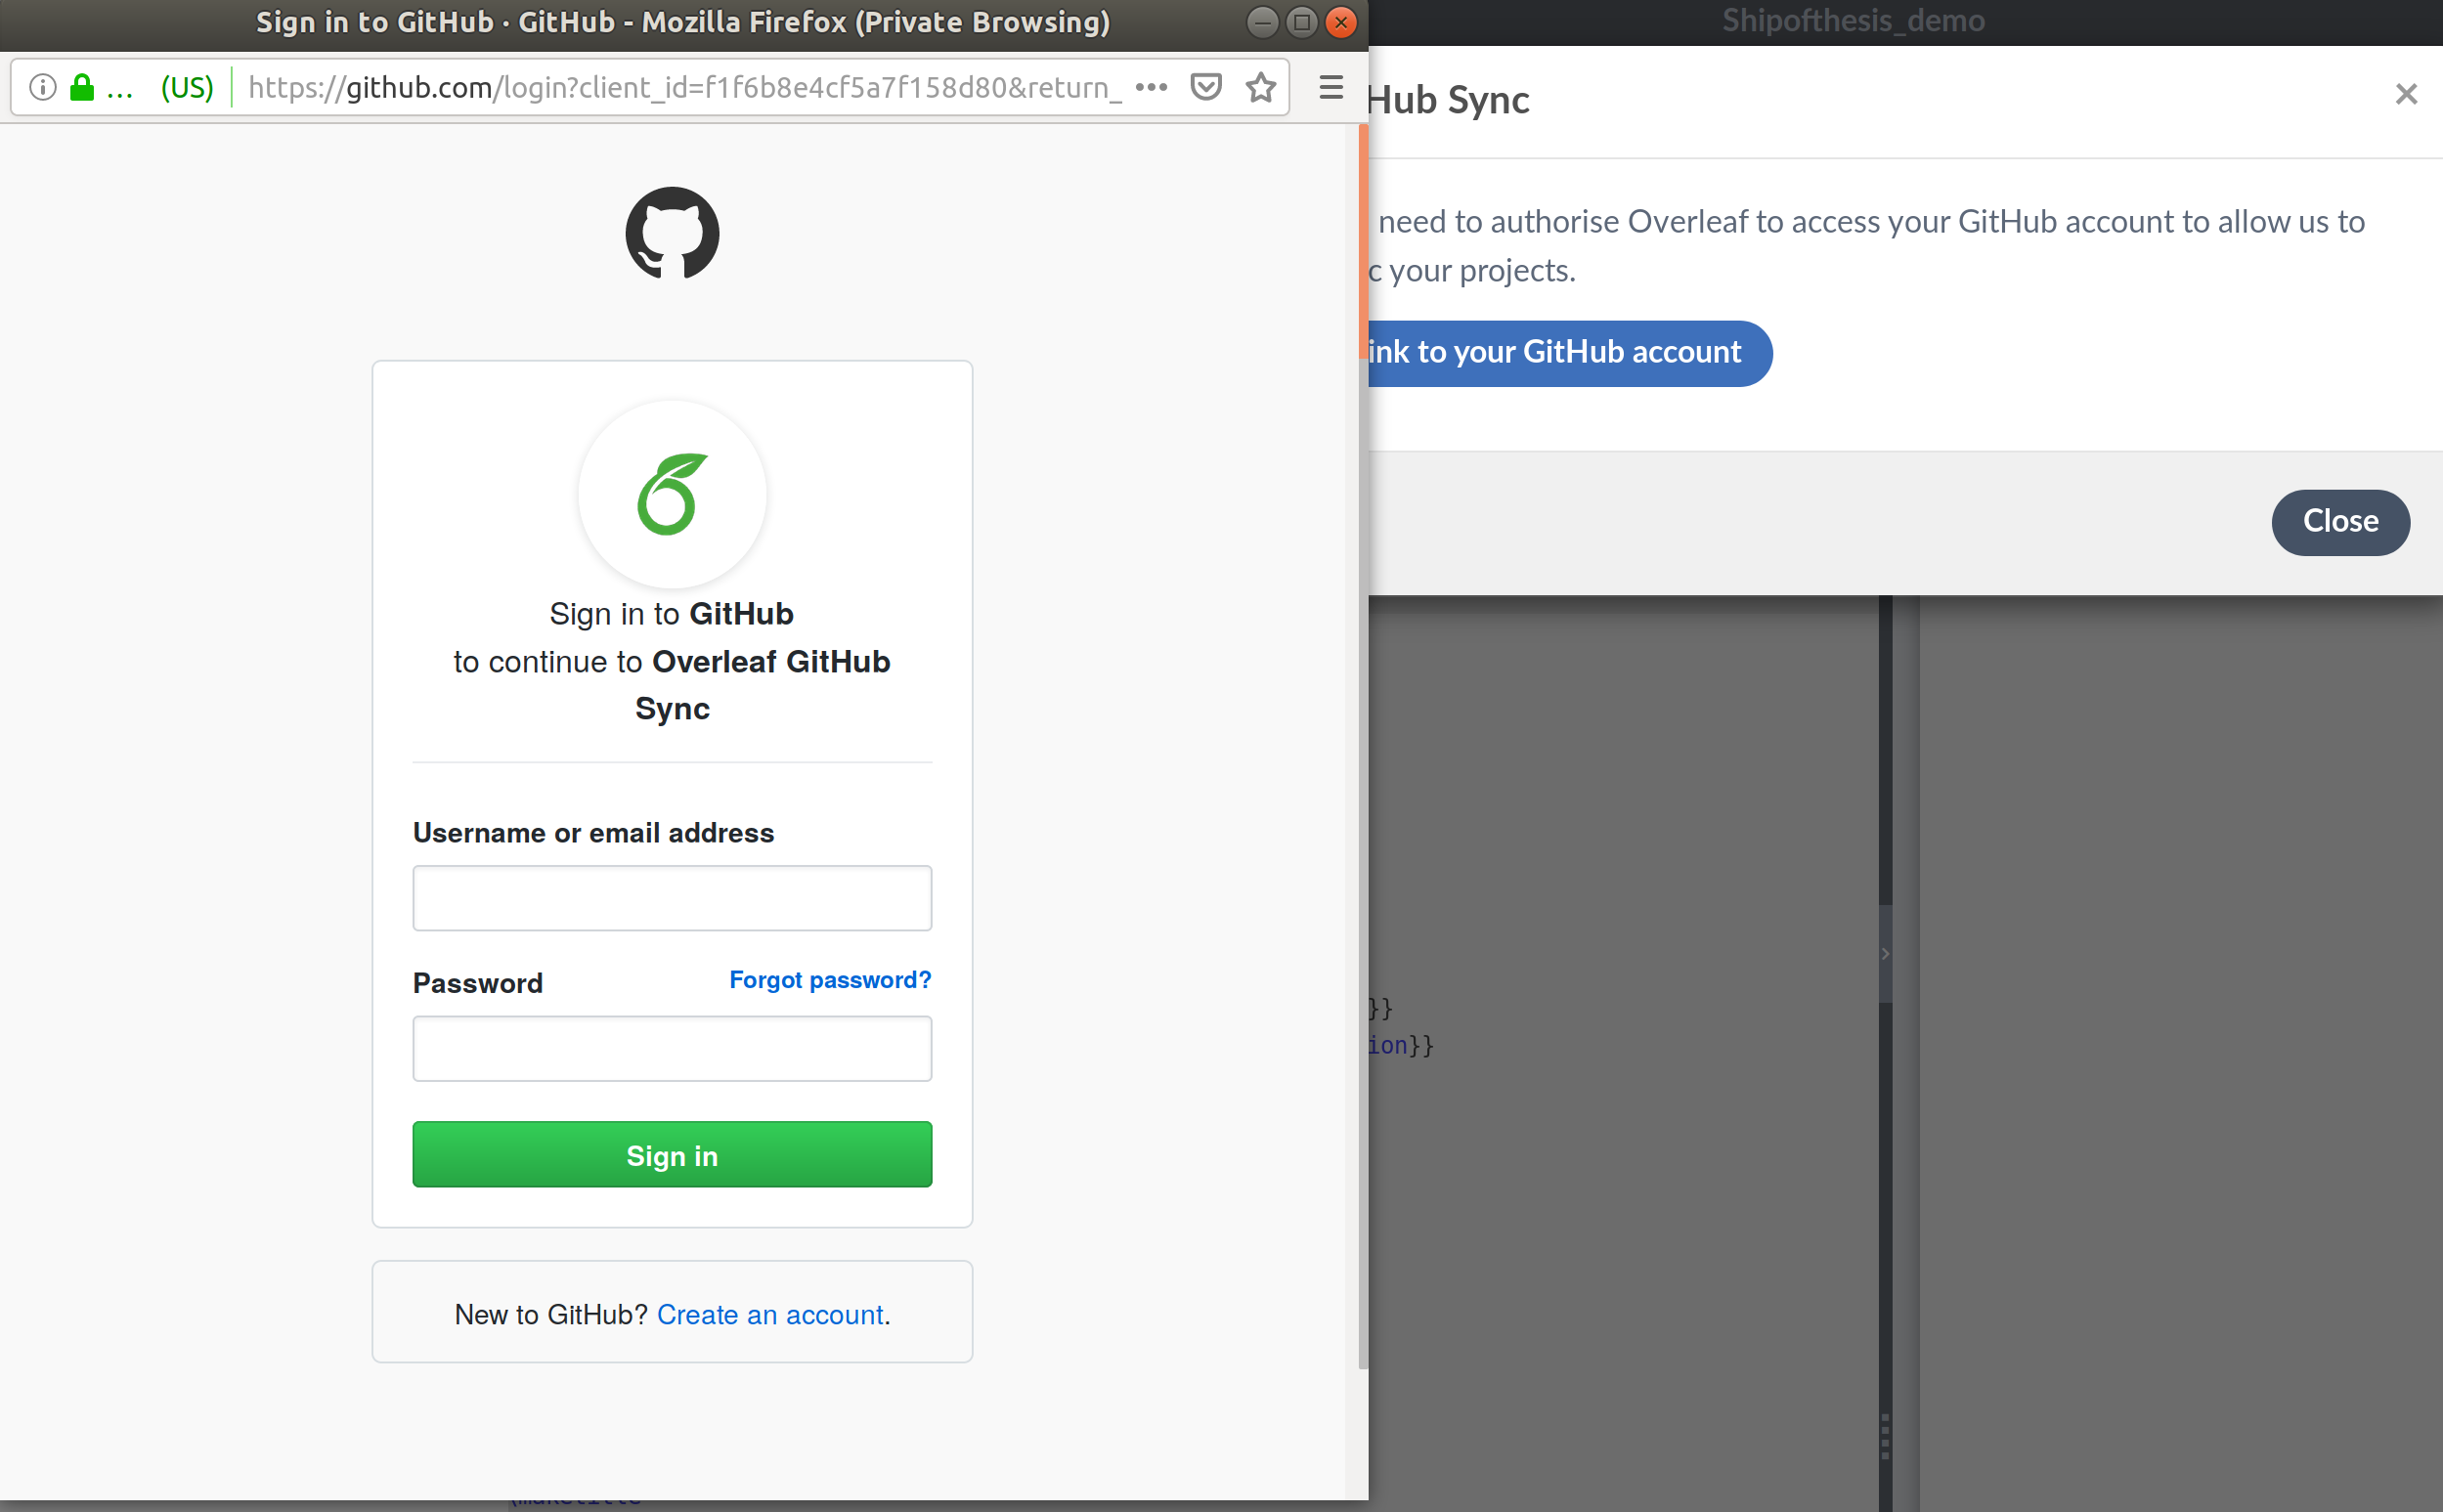 Sign in to GitHub · GitHub - Mozilla Firefox (Private Browsing)
... (US) https://github.com/login?client_id=f1f6b8e4cf5a7f158d80&return_
Sign in to GitHub
to continue to Overleaf GitHub
Sync
Username or email address
Password Forgot password?
Sign in
New to GitHub? Create an account.
Shipofthesis_demo
Hub Sync ×
need to authorise Overleaf to access your GitHub account to allow us to
c your projects.
ink to your GitHub account
Close
}}
ion}}